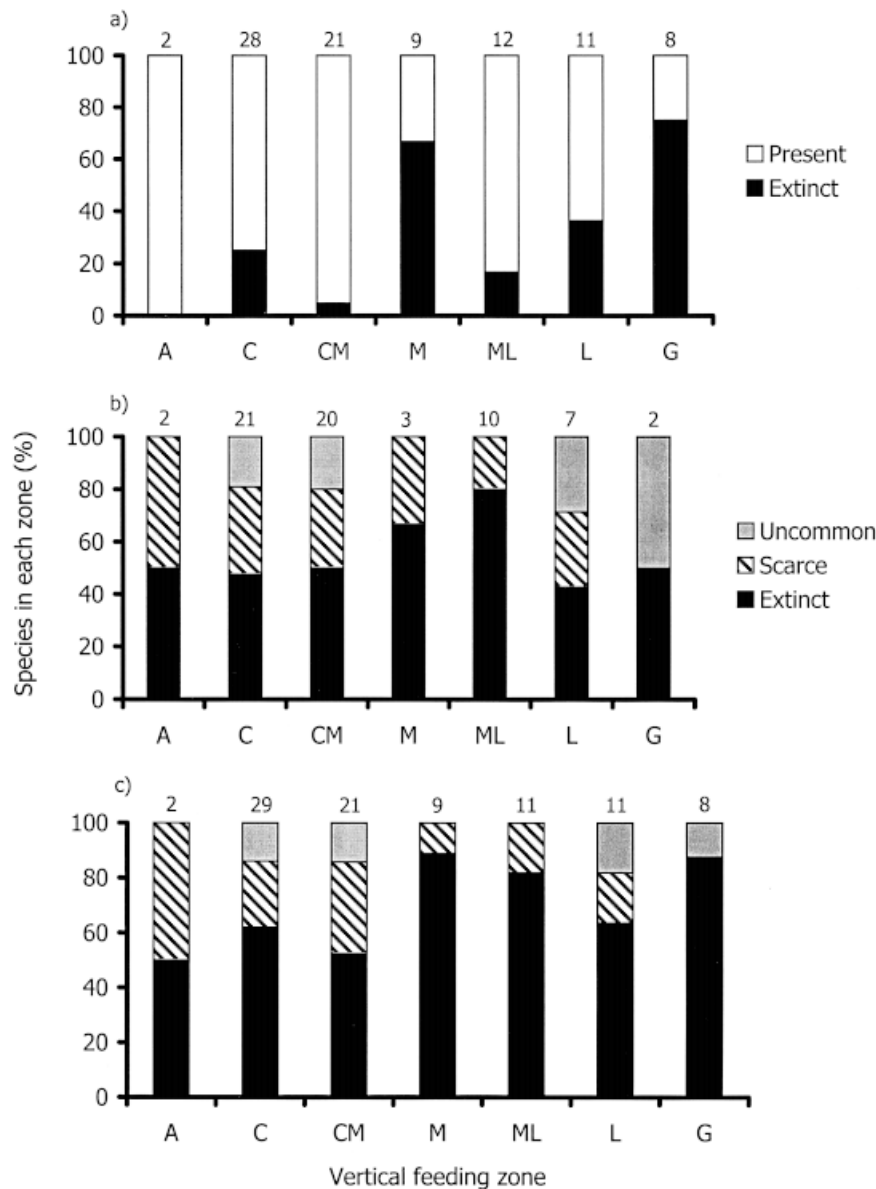 a)
2 28 21 9 12 11 8
100
80
60
40
20
0
A C CM M ML L G
Present
Extinct
b)
2 21 20 3 10 7 2
100
80
60
40
20
0
A C CM M ML L G
Uncommon
Scarce
Extinct
Species in each zone (%)
c)
2 29 21 9 11 11 8
100
80
60
40
20
0
A C CM M ML L G
Vertical feeding zone